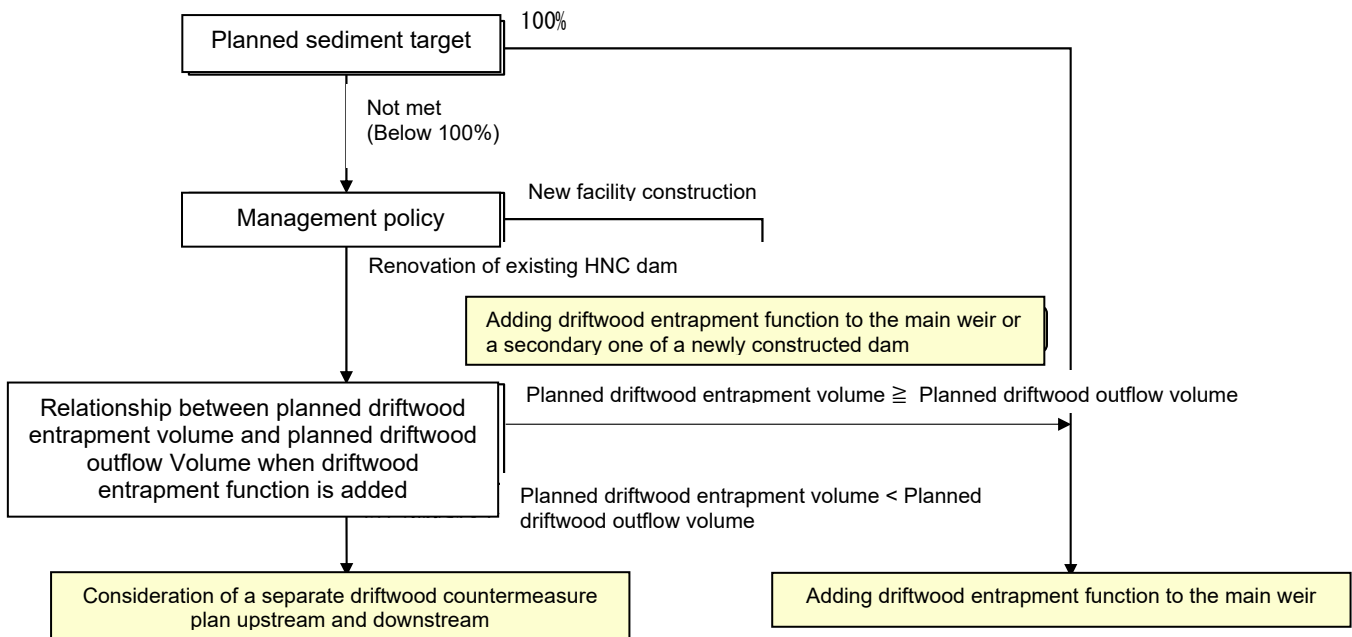 100%
Planned sediment target
Not met
(Below 100%)
New facility construction
Management policy
Renovation of existing HNC dam
Adding driftwood entrapment function to the main weir or
a secondary one of a newly constructed dam
Planned driftwood entrapment volume ≧ Planned driftwood outflow volume
Relationship between planned driftwood
entrapment volume and planned driftwood
outflow Volume when driftwood
entrapment function is added
Planned driftwood entrapment volume < Planned
driftwood outflow volume
Consideration of a separate driftwood countermeasure
plan upstream and downstream
Adding driftwood entrapment function to the main weir